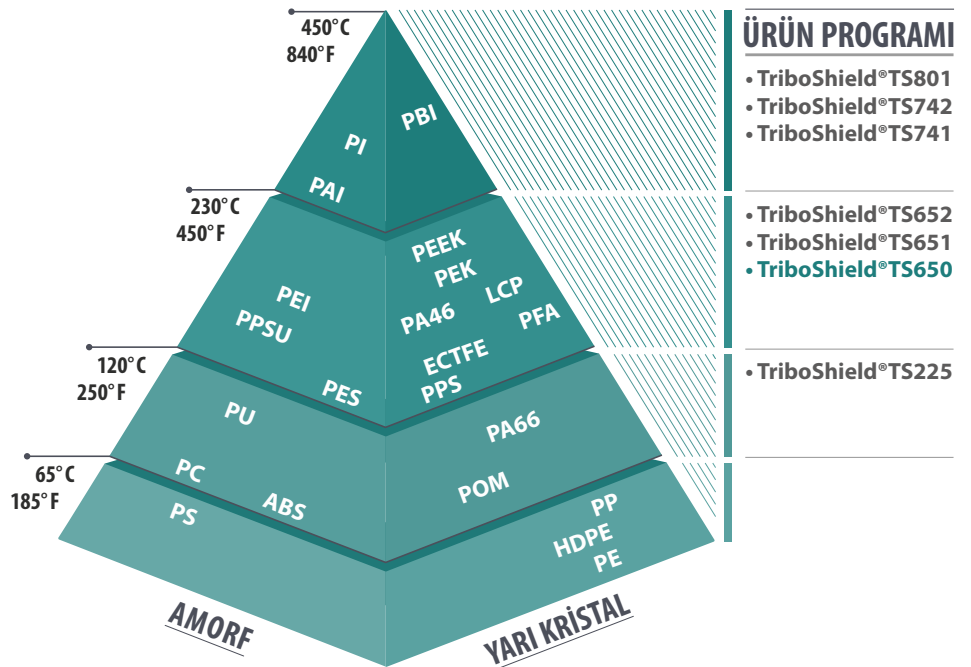 450°C
840°F
230°C
450°F
120°C
250°F
65°C
185°F
PBI
PI
PAI
PEEK
PEK
LCP
PEI
PA46
PFA
PPSU
ECTFE
PES
PPS
PU
PA66
PC
ABS
POM
PS
PP
HDPE
PE
AMORF
YARI KRİSTAL
ÜRÜN PROGRAMI
• TriboShield®TS801
• TriboShield®TS742
• TriboShield®TS741
• TriboShield®TS652
• TriboShield®TS651
• TriboShield®TS650
• TriboShield®TS225